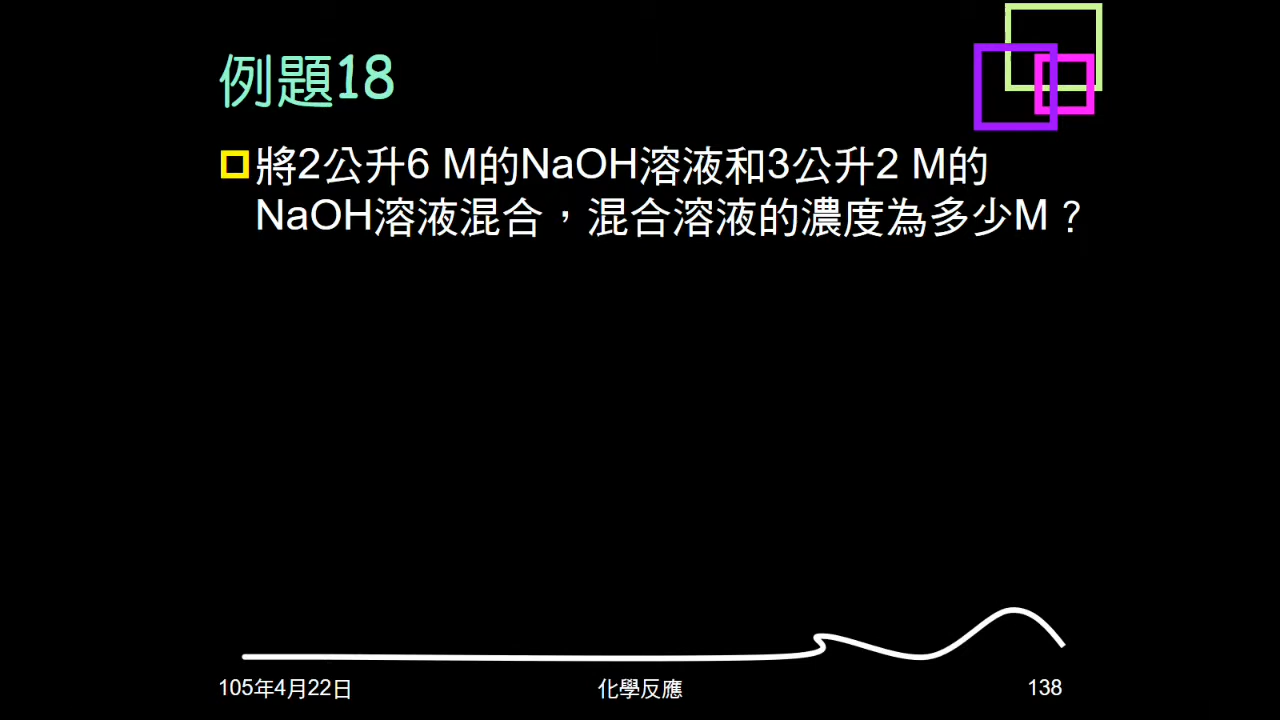 例題18
將2公升6 M的NaOH溶液和3公升2 M的
NaOH溶液混合，混合溶液的濃度為多少M？
105年4月22日
化學反應
138